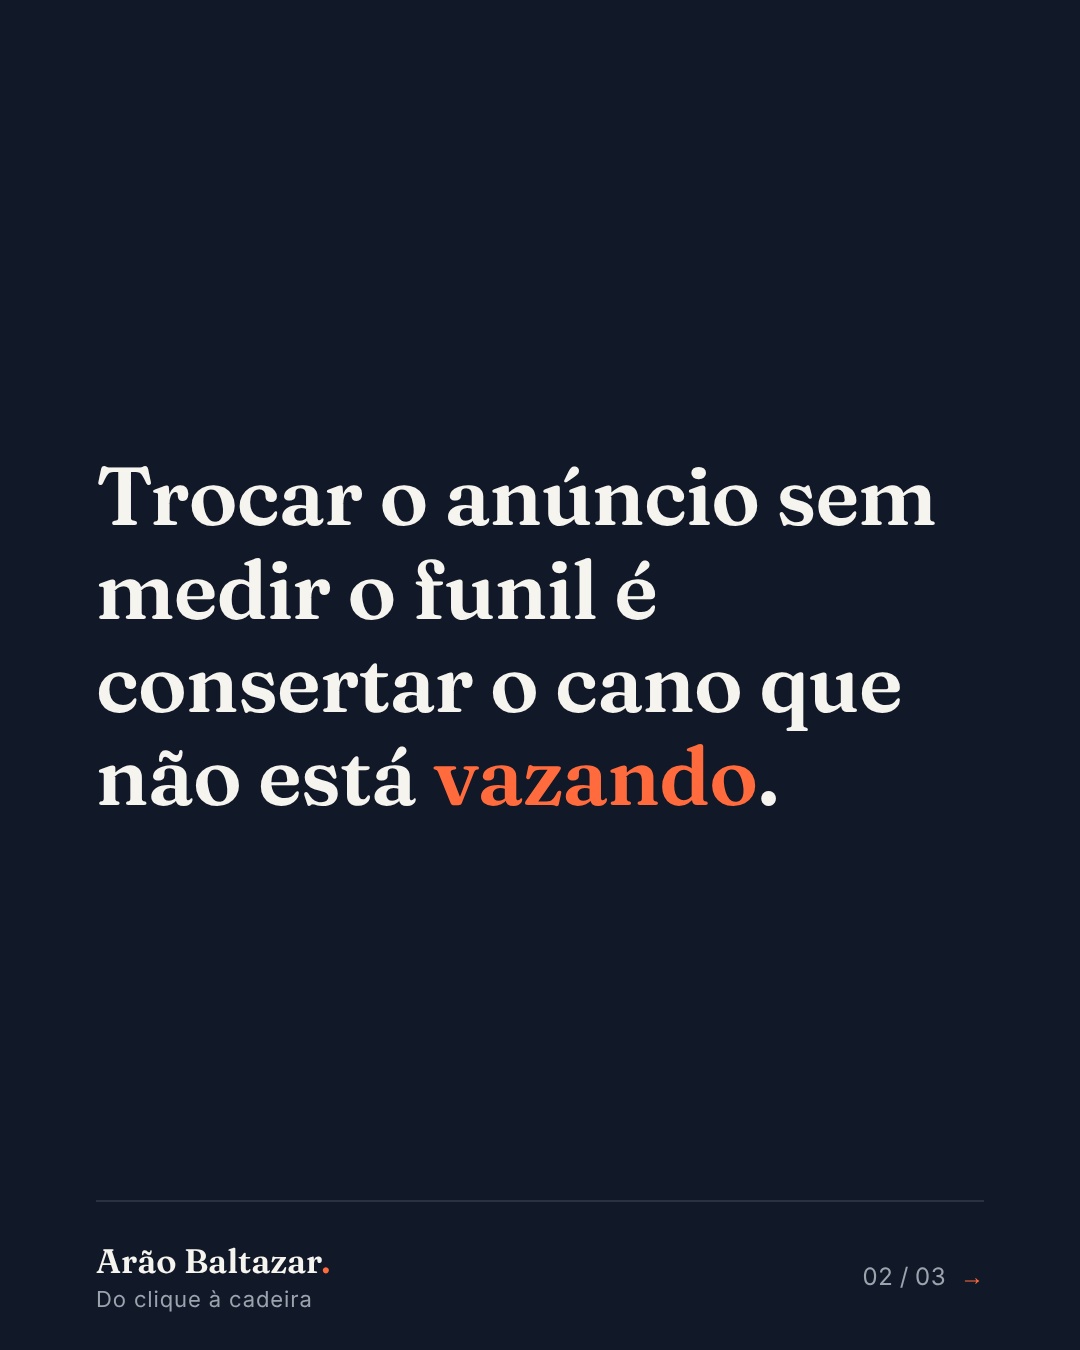 Trocar o anúncio sem
medir o funil é
consertar o cano que
não está vazando.
Arão Baltazar.
Do clique à cadeira
02 / 03 →